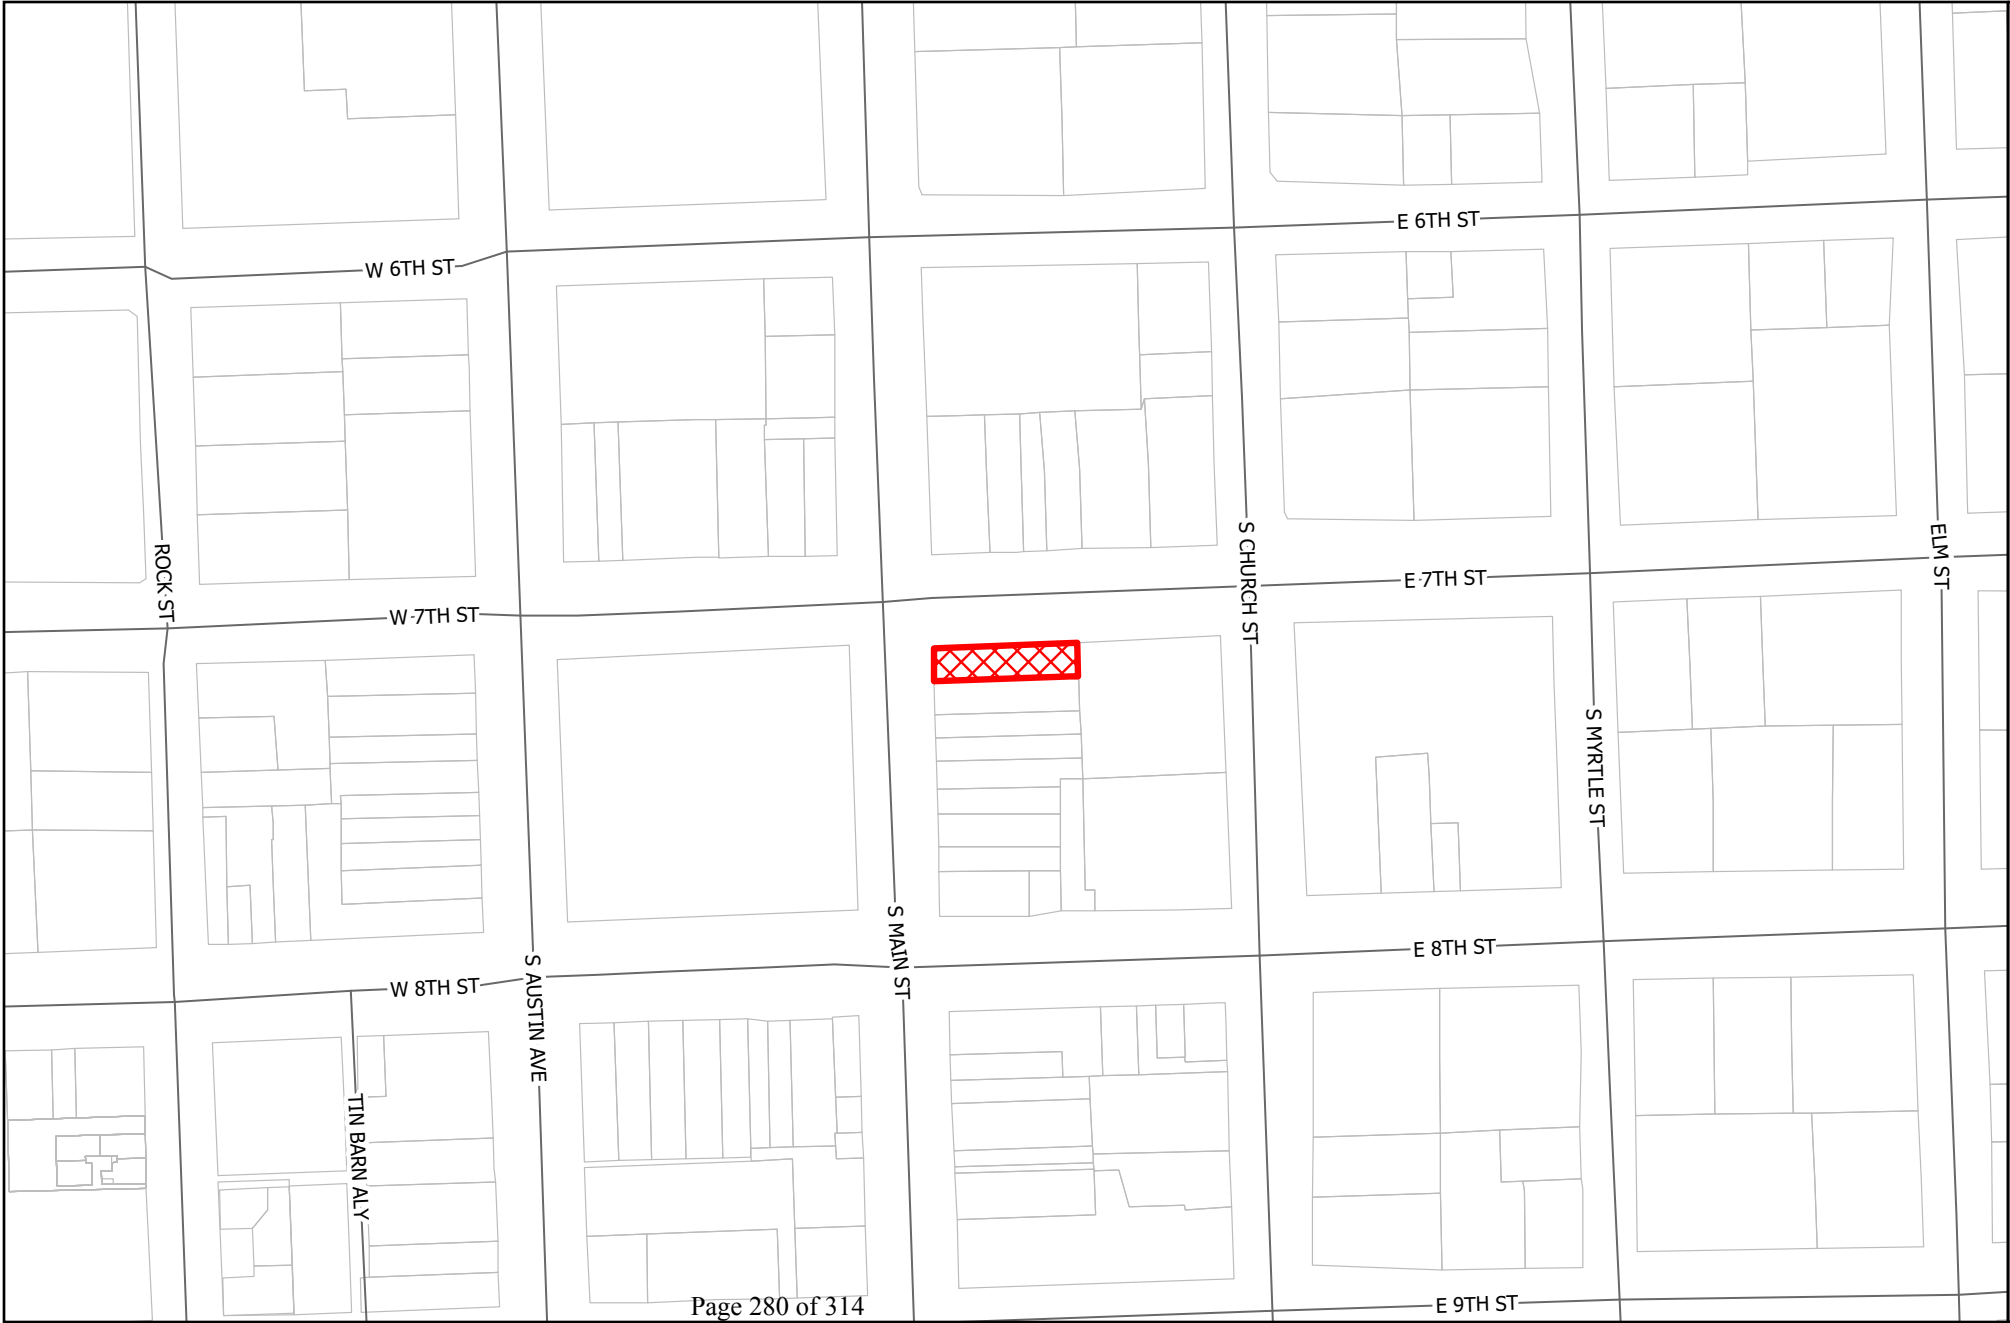 E 6TH ST
W 6TH ST
ROCK ST
S CHURCH ST
ELM ST
E 7TH ST
W 7TH ST
S MYRTLE ST
S MAIN ST
E 8TH ST
W 8TH ST
S AUSTIN AVE
TIN BARN ALY
E 9TH ST
Page 280 of 314